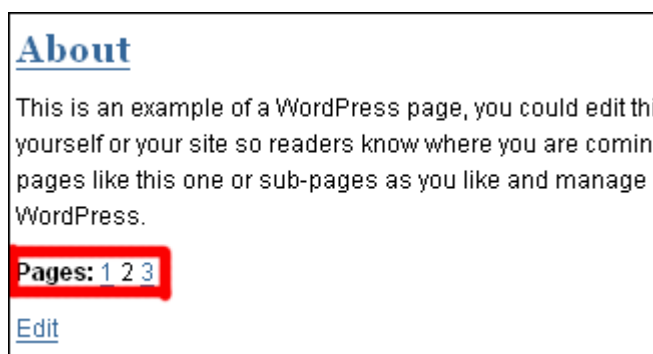 About
This is an example of a WordPress page, you could edit thi
yourself or your site so readers know where you are comin
pages like this one or sub-pages as you like and manage
WordPress.
Pages: 1 2 3
Edit